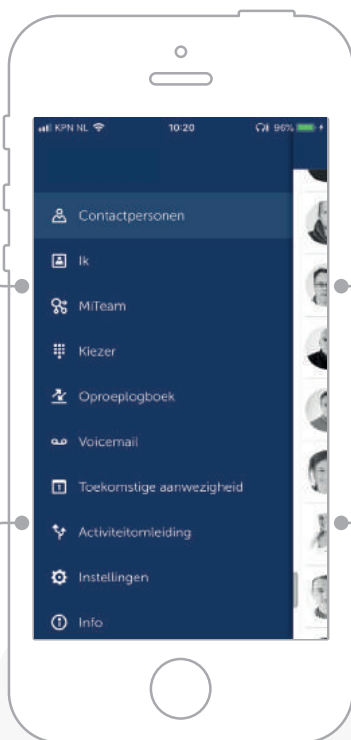 KPN NL 10:20 96%
Contactpersonen
Ik
MiTeam
Kiezer
Oproeplogboek
Voicemail
Toekomstige aanwezigheid
Activiteitomleiding
Instellingen
Info